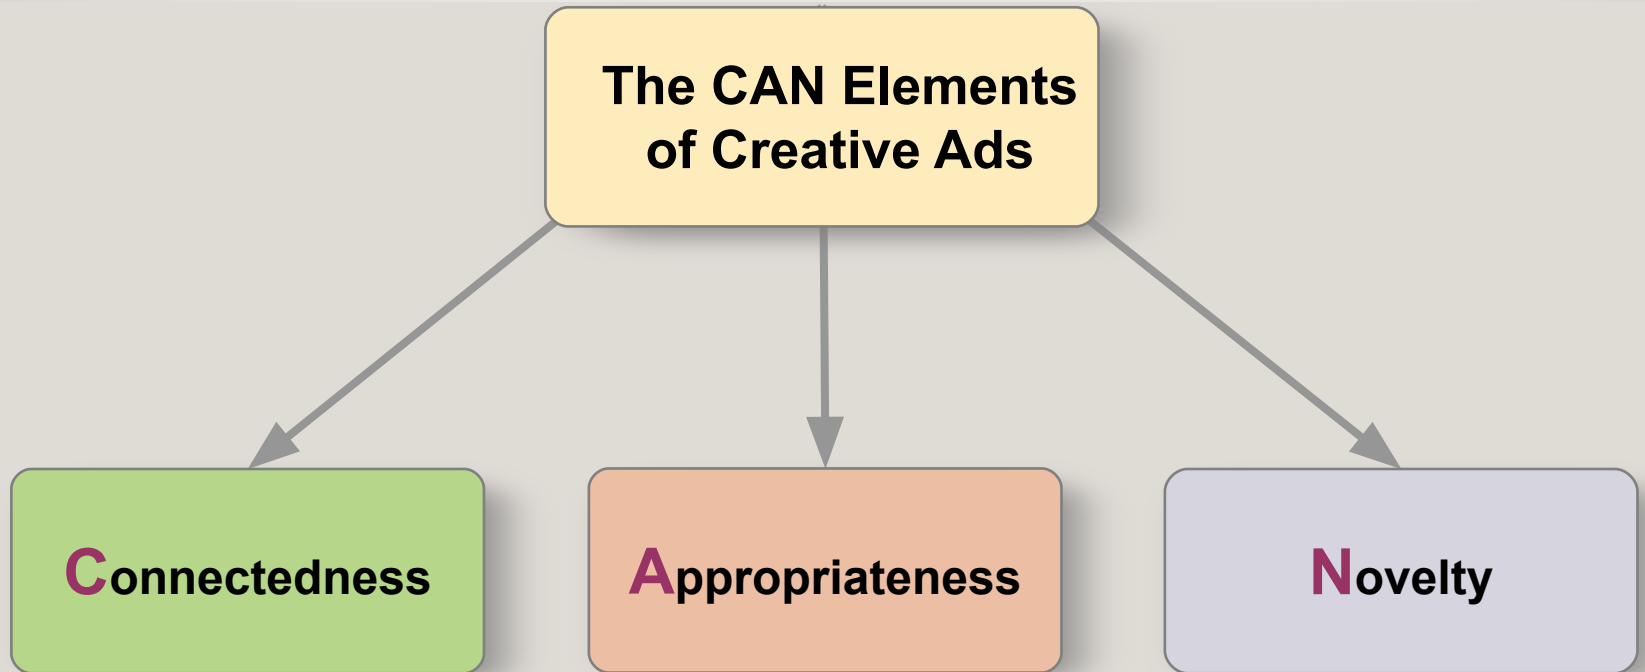 The CAN Elements
of Creative Ads
Connectedness
Appropriateness
Novelty